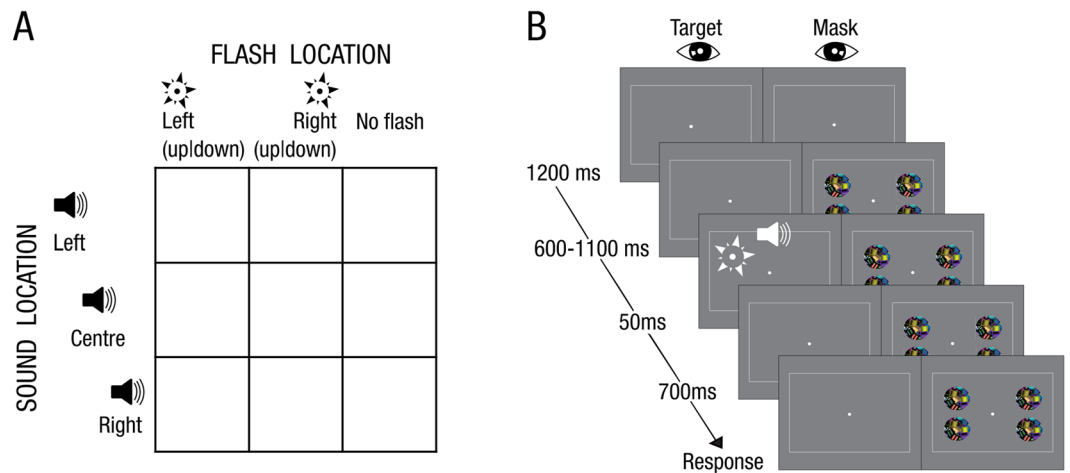 A
FLASH LOCATION
Left
(up|down)
Right
(up|down)
No flash
SOUND LOCATION
Left
Centre
Right
B
Target
Mask
1200 ms
600-1100 ms
50ms
700ms
Response